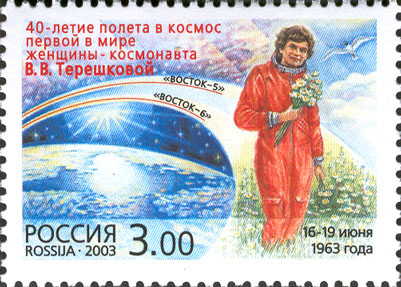 40-летие полета в космос
первой в мире
женщины-космонавта
В.В.Терешковой
«ВОСТОК-5»
«ВОСТОК-6»
РОССИЯ
ROSSIJA·2003
3.00
16-19 июня
1963 года